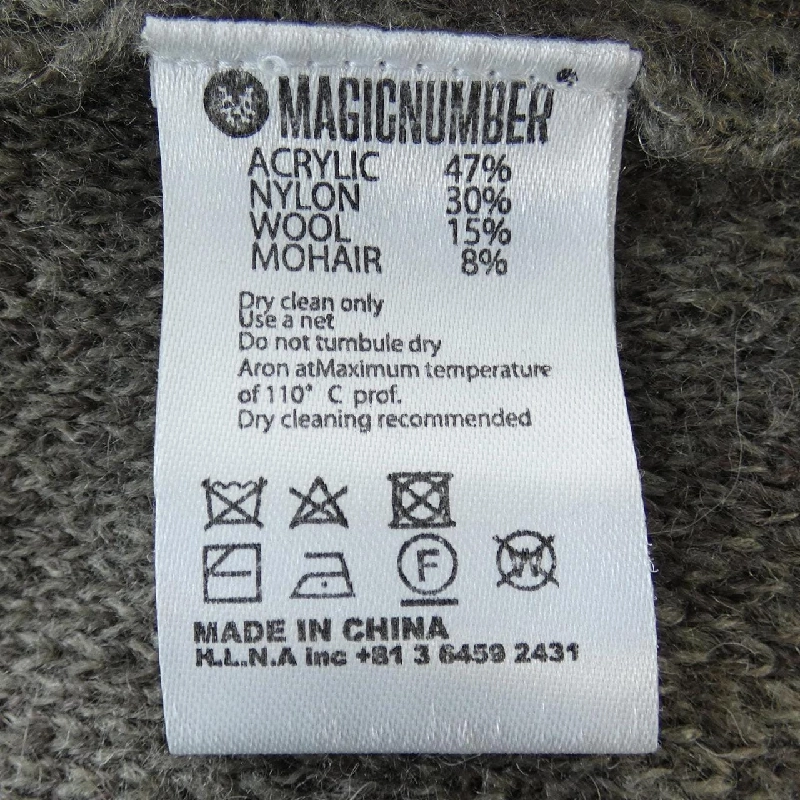 MAGICNUMBER
ACRYLIC 47%
NYLON 30%
WOOL 15%
MOHAIR 8%
Dry clean only
Use a net
Do not tumbule dry
Aron atMaximum temperature
of 110° C prof.
Dry cleaning recommended
F W
MADE IN CHINA
H.L.N.A Inc +81 3 6459 2431